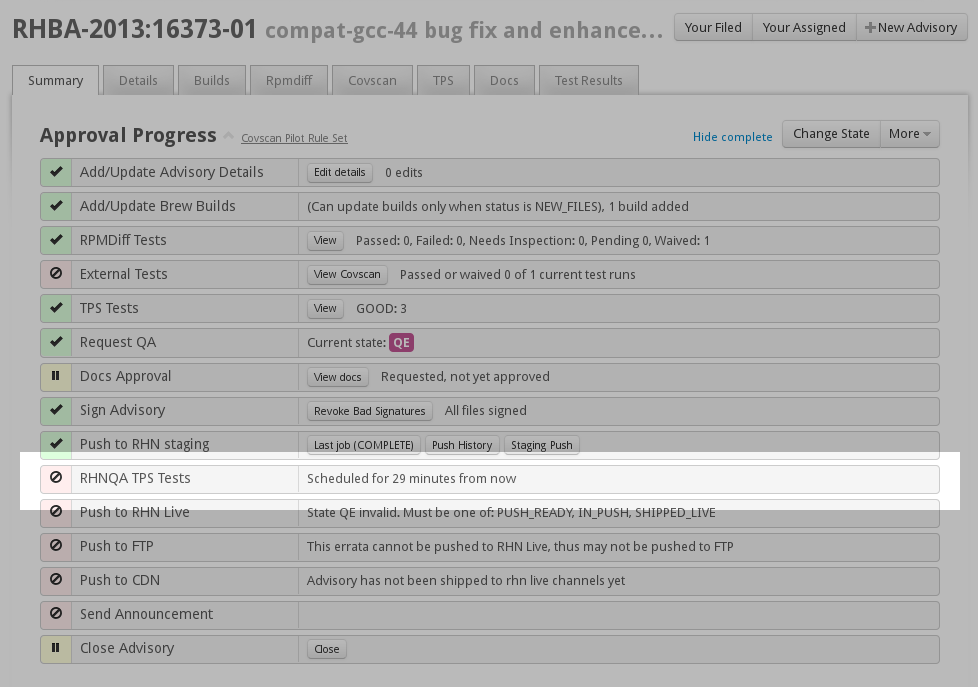 RHBA-2013:16373-01 compat-gcc-44 bug fix and enhance... Your Filed Your Assigned +New Advisory
Summary Details Builds Rpmdiff Covscan TPS Docs Test Results
Approval Progress Covscan Pilot Rule Set Hide complete Change State More
Add/Update Advisory Details Edit details 0 edits
Add/Update Brew Builds (Can update builds only when status is NEW_FILES), 1 build added
RPMDiff Tests View Passed: 0, Failed: 0, Needs Inspection: 0, Pending 0, Waived: 1
External Tests View Covscan Passed or waived 0 of 1 current test runs
TPS Tests View GOOD: 3
Request QA Current state: QE
Docs Approval View docs Requested, not yet approved
Sign Advisory Revoke Bad Signatures All files signed
Push to RHN staging Last job (COMPLETE) Push History Staging Push
RHNQA TPS Tests Scheduled for 29 minutes from now
Push to RHN Live State QE invalid. Must be one of: PUSH_READY, IN_PUSH, SHIPPED_LIVE
Push to FTP This errata cannot be pushed to RHN Live, thus may not be pushed to FTP
Push to CDN Advisory has not been shipped to rhn live channels yet
Send Announcement
Close Advisory Close